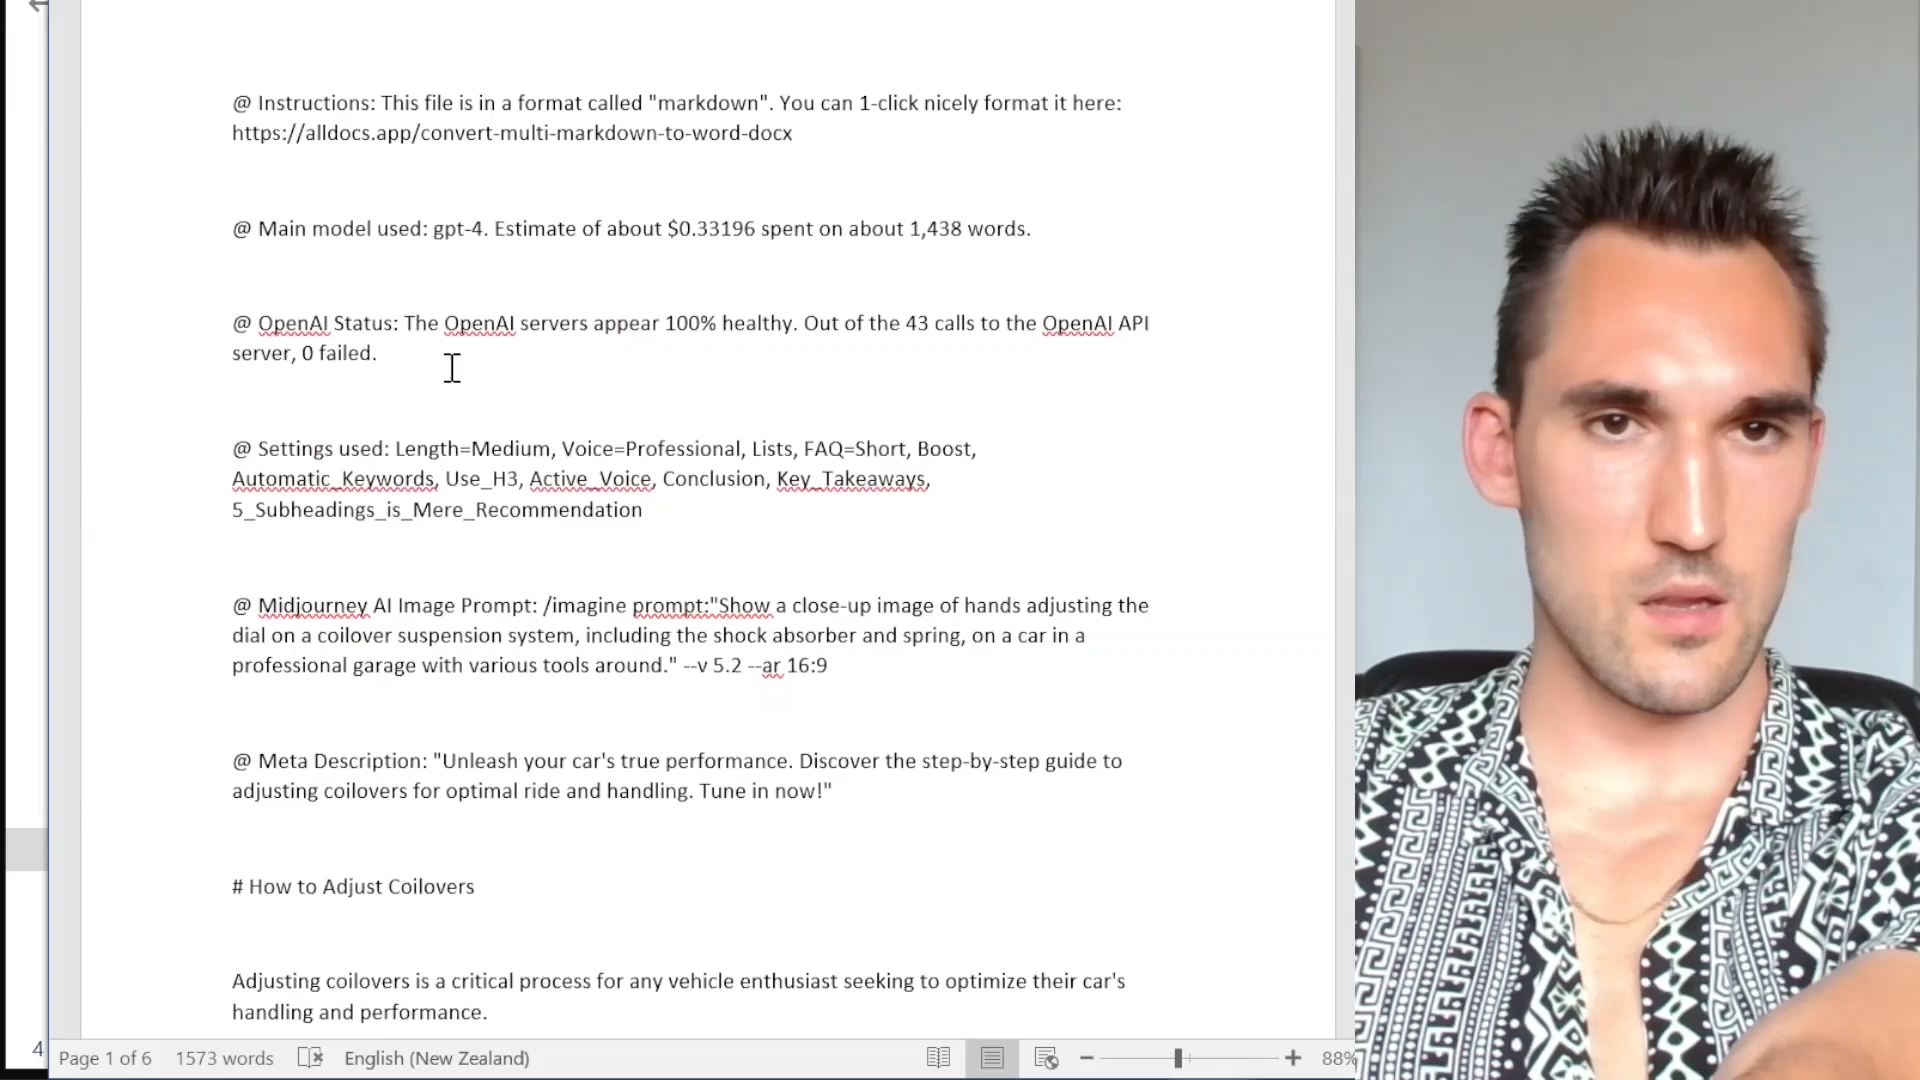 @ Instructions: This file is in a format called "markdown". You can 1-click nicely format it here:
https://alldocs.app/convert-multi-markdown-to-word-docx
@ Main model used: gpt-4. Estimate of about $0.33196 spent on about 1,438 words.
@ OpenAI Status: The OpenAI servers appear 100% healthy. Out of the 43 calls to the OpenAI API
server, 0 failed.
@ Settings used: Length=Medium, Voice=Professional, Lists, FAQ=Short, Boost,
Automatic_Keywords, Use_H3, Active_Voice, Conclusion, Key_Takeaways,
5_Subheadings_is_Mere_Recommendation
@ Midjourney AI Image Prompt: /imagine prompt:"Show a close-up image of hands adjusting the
dial on a coilover suspension system, including the shock absorber and spring, on a car in a
professional garage with various tools around." --v 5.2 --ar 16:9
@ Meta Description: "Unleash your car's true performance. Discover the step-by-step guide to
adjusting coilovers for optimal ride and handling. Tune in now!"
# How to Adjust Coilovers
Adjusting coilovers is a critical process for any vehicle enthusiast seeking to optimize their car's
handling and performance.
4
Page 1 of 6 1573 words English (New Zealand) 88%